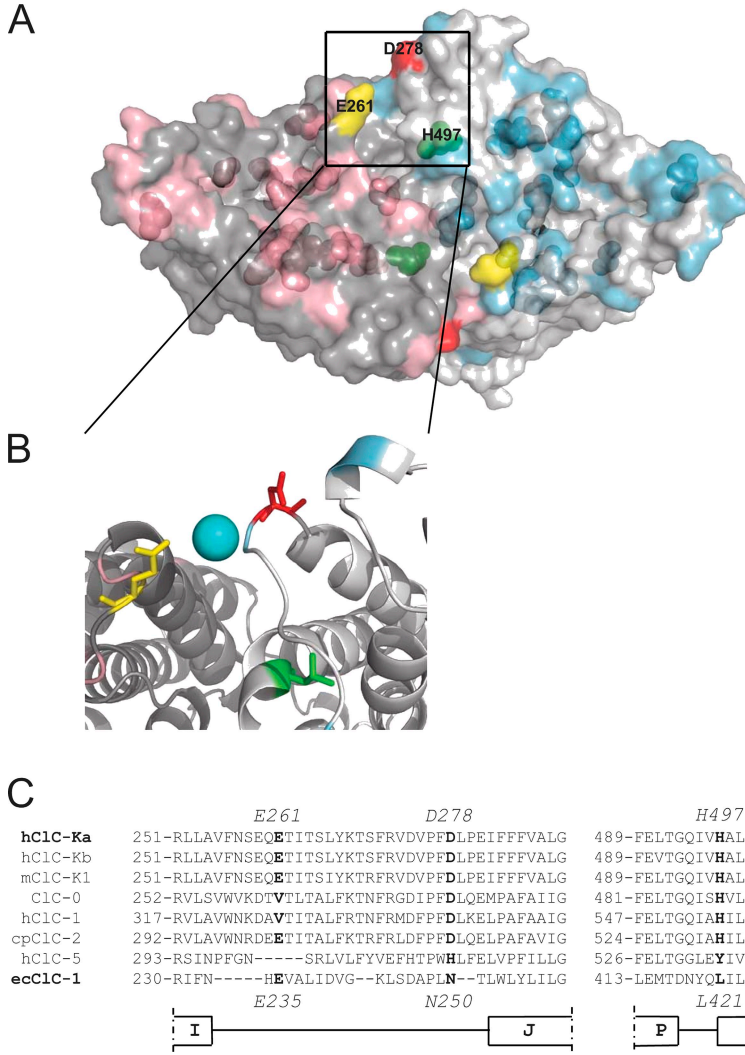 A
D278
E261
H497
B
C
E261 D278 H497
hClC-Ka 251-RLLAVFNSEQETITSLYKTSFRVDVPFDLPEIFFFVALG 489-FELTGQIVHAL
hClC-Kb 251-RLLAVFNSEQETITSLYKTSFRVDVPFDLPEIFFFVALG 489-FEVTGQIVHAL
mClC-K1 251-RLLAVFNSEQETITSIYKTSFRVDVPFDLPEIFFFVALG 489-FELTGQIVHAL
ClC-0 252-RVLSVWVKDTVTLTALFKTNFRGDIPFDLQEMPAFAIIG 481-FELTGQISHVL
hClC-1 317-RVLAVWNKDAVTITALFRTNFRMDFPFDLKELPAFAAIG 547-FELTGAIAHIL
cpClC-2 292-RVLAVWNRDEETITALFKTRFRLDFPFDLQELPAFAVIG 524-FELTGAIAHIL
hClC-5 293-RSINPFGN-----SRLVLFYVEFHTPWHLFELVPFILLG 526-FELTGGLEYIV
ecClC-1 230-RIFN-----HEVALIDVG--KLSDAPLN--TLWLYLILG 413-LEMTDNYQLIL
E235 N250 L421
I J P